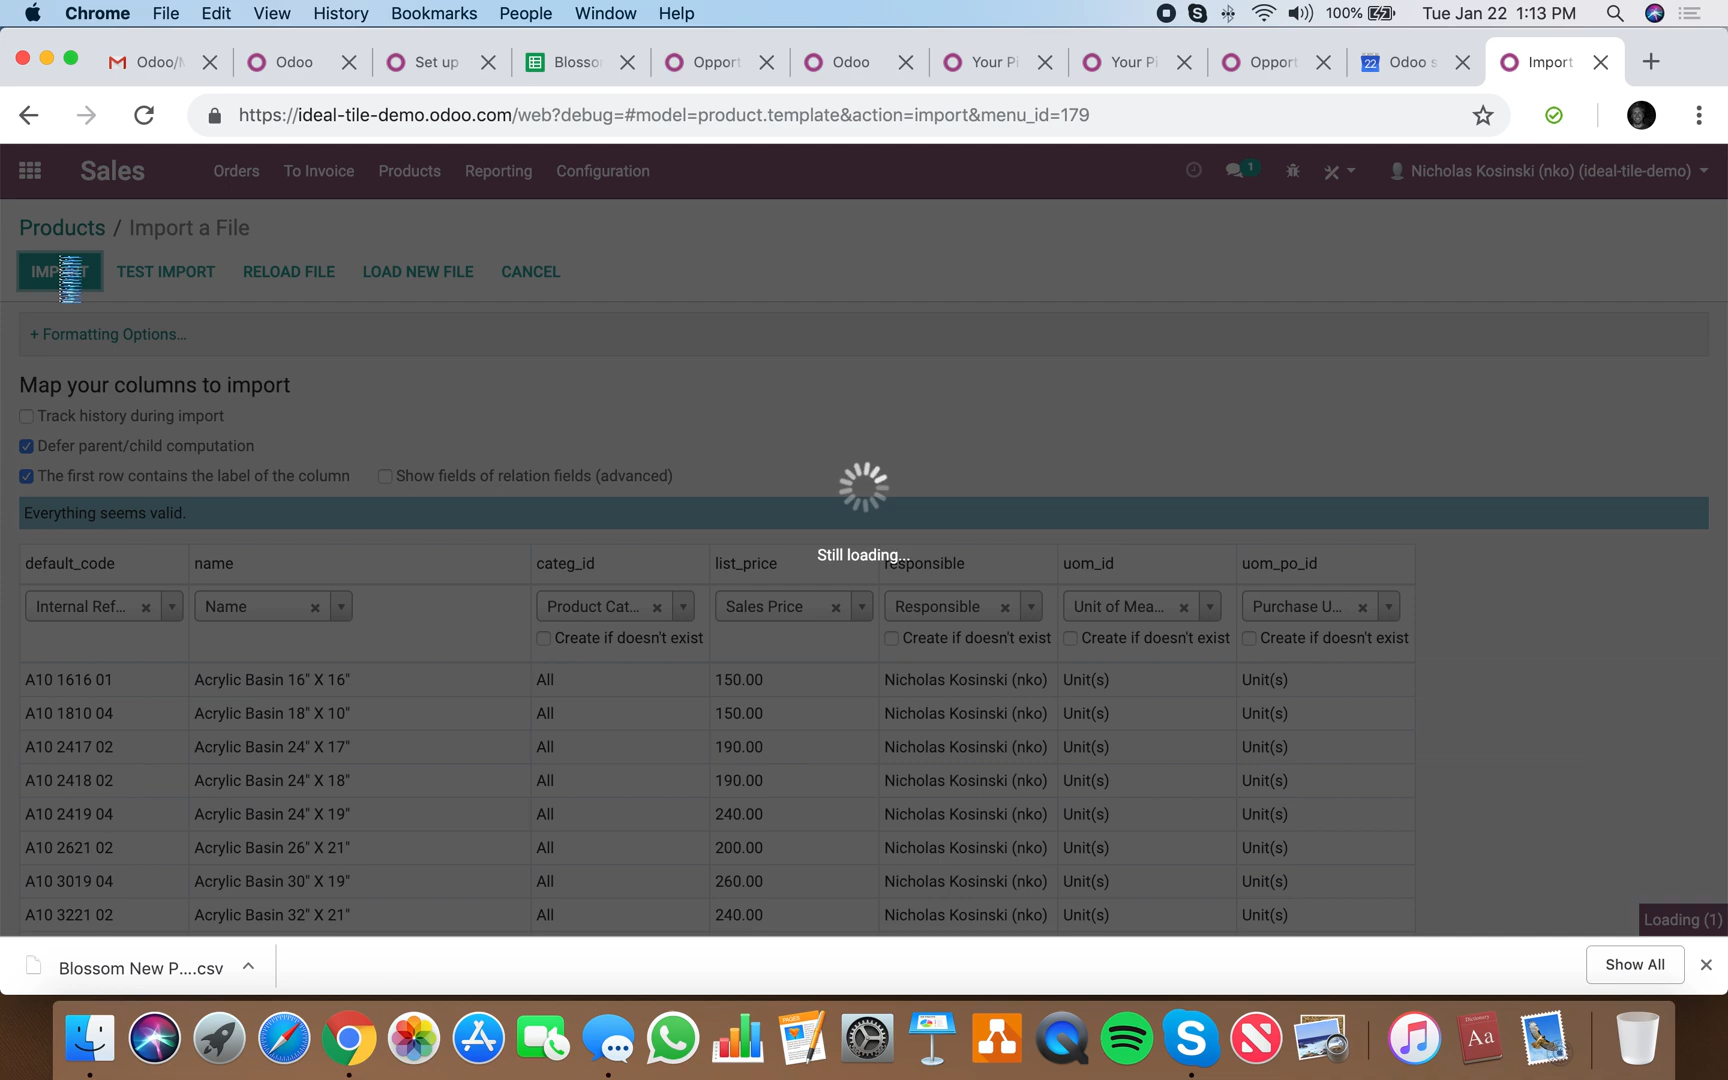 Chrome File Edit View History Bookmarks People Window Help 100% Tue Jan 22 1:13 PM
Odoo/ Odoo Set up Blosso Opport Odoo Your Pi Your Pi Opport 22 Odoo s Import
https://ideal-tile-demo.odoo.com/web?debug=#model=product.template&action=import&menu_id=179
Sales Orders To Invoice Products Reporting Configuration 1 Nicholas Kosinski (nko) (ideal-tile-demo)
Products / Import a File
IMPORT TEST IMPORT RELOAD FILE LOAD NEW FILE CANCEL
+ Formatting Options...
Map your columns to import
Track history during import
Defer parent/child computation
The first row contains the label of the column Show fields of relation fields (advanced)
Everything seems valid.
Still loading...
default_code name categ_id list_price responsible uom_id uom_po_id
Internal Ref... Name Product Cat... Sales Price Responsible Unit of Mea... Purchase U...
Create if doesn't exist Create if doesn't exist Create if doesn't exist Create if doesn't exist
A10 1616 01 Acrylic Basin 16" X 16" All 150.00 Nicholas Kosinski (nko) Unit(s) Unit(s)
A10 1810 04 Acrylic Basin 18" X 10" All 150.00 Nicholas Kosinski (nko) Unit(s) Unit(s)
A10 2417 02 Acrylic Basin 24" X 17" All 190.00 Nicholas Kosinski (nko) Unit(s) Unit(s)
A10 2418 02 Acrylic Basin 24" X 18" All 190.00 Nicholas Kosinski (nko) Unit(s) Unit(s)
A10 2419 04 Acrylic Basin 24" X 19" All 240.00 Nicholas Kosinski (nko) Unit(s) Unit(s)
A10 2621 02 Acrylic Basin 26" X 21" All 200.00 Nicholas Kosinski (nko) Unit(s) Unit(s)
A10 3019 04 Acrylic Basin 30" X 19" All 260.00 Nicholas Kosinski (nko) Unit(s) Unit(s)
A10 3221 02 Acrylic Basin 32" X 21" All 240.00 Nicholas Kosinski (nko) Unit(s) Unit(s)
Loading (1)
Blossom New P....csv Show All
PAGES Dictionary
Aa